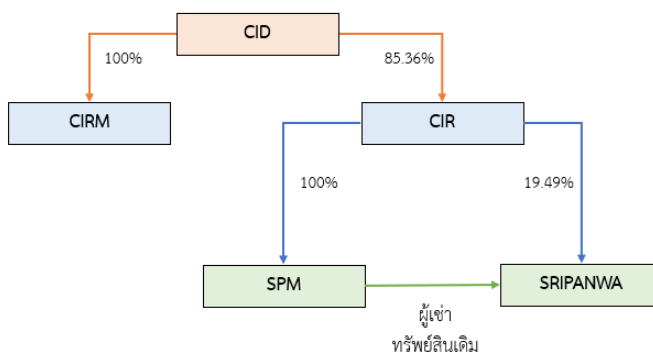 CID
100%
85.36%
CIRM
CIR
100%
19.49%
SPM
SRIPANWA
ผู้เช่า
ทรัพย์สินเดิม